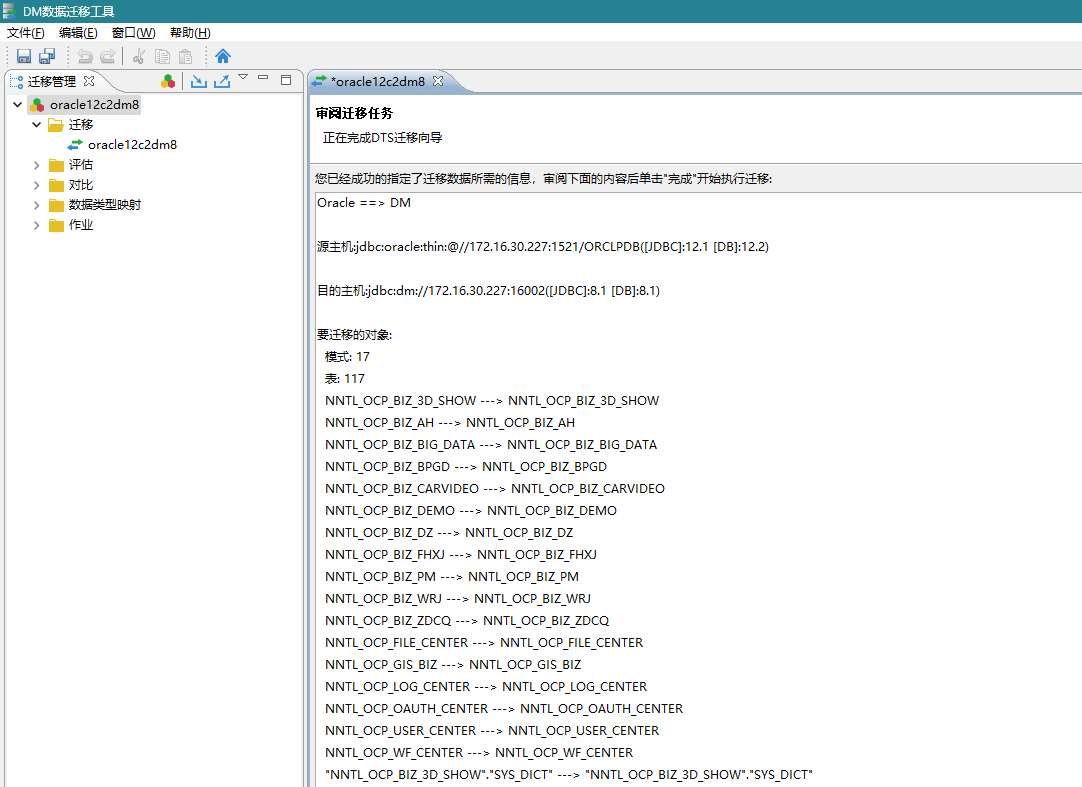 DM数据迁移工具
文件(F) 编辑(E) 窗口(W) 帮助(H)
迁移管理
oracle12c2dm8
迁移
oracle12c2dm8
评估
对比
数据类型映射
作业
*oracle12c2dm8
审阅迁移任务
正在完成DTS迁移向导
您已经成功的指定了迁移数据所需的信息，审阅下面的内容后单击"完成"开始执行迁移:
Oracle ==> DM
源主机:jdbc:oracle:thin:@//172.16.30.227:1521/ORCLPDB([JDBC]:12.1 [DB]:12.2)
目的主机:jdbc:dm://172.16.30.227:16002([JDBC]:8.1 [DB]:8.1)
要迁移的对象:
模式: 17
表: 117
NNTL_OCP_BIZ_3D_SHOW ---> NNTL_OCP_BIZ_3D_SHOW
NNTL_OCP_BIZ_AH ---> NNTL_OCP_BIZ_AH
NNTL_OCP_BIZ_BIG_DATA ---> NNTL_OCP_BIZ_BIG_DATA
NNTL_OCP_BIZ_BPGD ---> NNTL_OCP_BIZ_BPGD
NNTL_OCP_BIZ_CARVIDEO ---> NNTL_OCP_BIZ_CARVIDEO
NNTL_OCP_BIZ_DEMO ---> NNTL_OCP_BIZ_DEMO
NNTL_OCP_BIZ_DZ ---> NNTL_OCP_BIZ_DZ
NNTL_OCP_BIZ_FHXJ ---> NNTL_OCP_BIZ_FHXJ
NNTL_OCP_BIZ_PM ---> NNTL_OCP_BIZ_PM
NNTL_OCP_BIZ_WRJ ---> NNTL_OCP_BIZ_WRJ
NNTL_OCP_BIZ_ZDCQ ---> NNTL_OCP_BIZ_ZDCQ
NNTL_OCP_FILE_CENTER ---> NNTL_OCP_FILE_CENTER
NNTL_OCP_GIS_BIZ ---> NNTL_OCP_GIS_BIZ
NNTL_OCP_LOG_CENTER ---> NNTL_OCP_LOG_CENTER
NNTL_OCP_OAUTH_CENTER ---> NNTL_OCP_OAUTH_CENTER
NNTL_OCP_USER_CENTER ---> NNTL_OCP_USER_CENTER
NNTL_OCP_WF_CENTER ---> NNTL_OCP_WF_CENTER
"NNTL_OCP_BIZ_3D_SHOW"."SYS_DICT" ---> "NNTL_OCP_BIZ_3D_SHOW"."SYS_DICT"